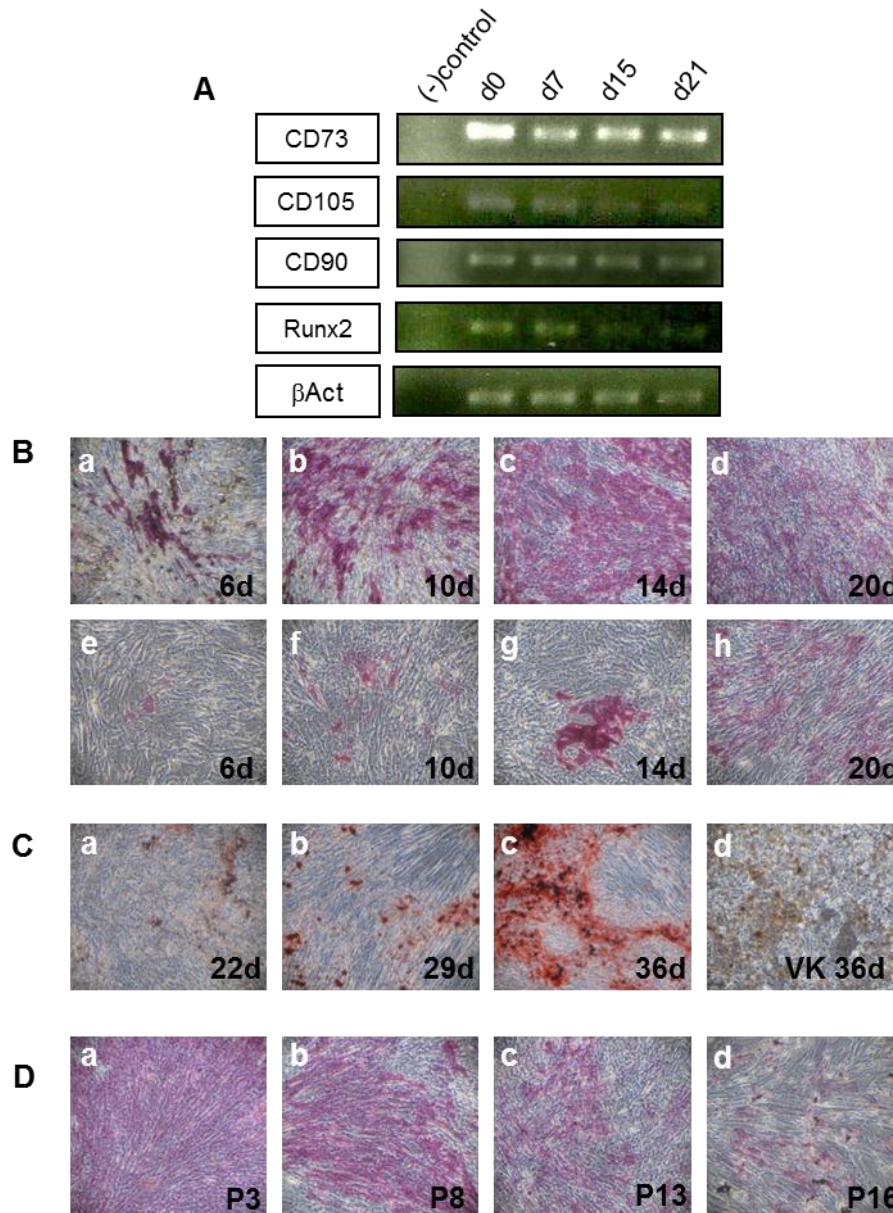 A
(-)control d0 d7 d15 d21
CD73
CD105
CD90
Runx2
βAct
B
a b c d
6d 10d 14d 20d
e f g h
6d 10d 14d 20d
C
a b c d
22d 29d 36d VK 36d
D
a b c d
P3 P8 P13 P16